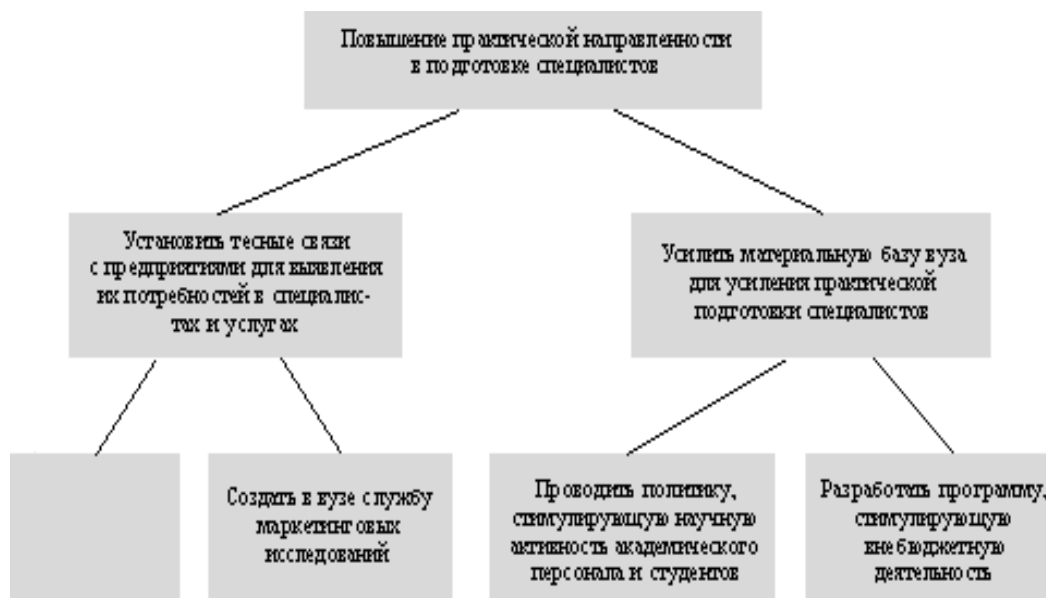 Повышение практической направленности
в подготовке специалистов
Установить тесные связи
с предприятиями для выявления
их потребностей в специалис-
тах и услугах
Усилить материальную базу вуза
для усиления практической
подготовки специалистов
Создать в вузе службу
маркетинговых
исследований
Проводить политику,
стимулирующую научную
активность академического
персонала и студентов
Разработать программу,
стимулирующую
внебюджетную
деятельность